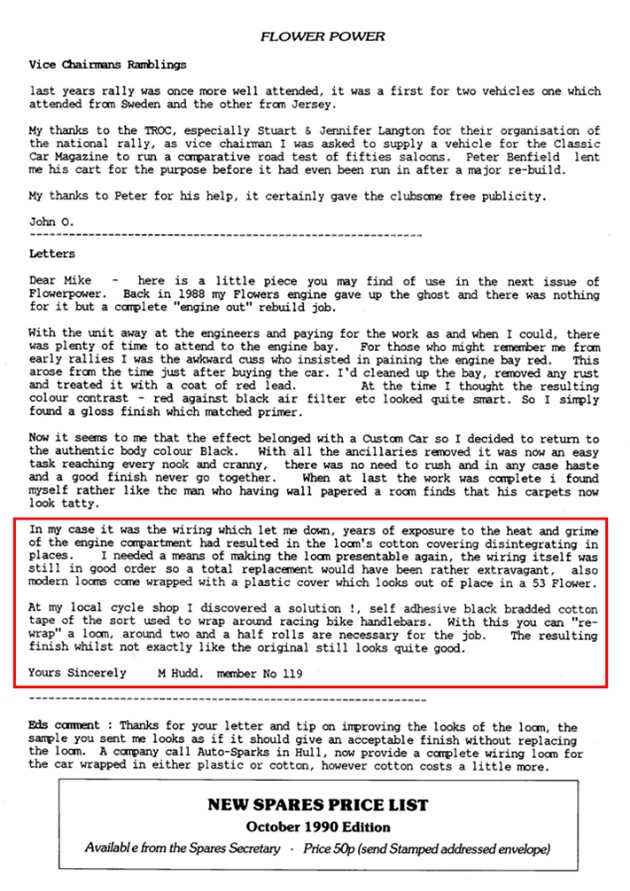 FLOWER POWER
Vice Chairmans Ramblings
last years rally was once more well attended, it was a first for two vehicles one which
attended from Sweden and the other from Jersey.
My thanks to the TROC, especially Stuart & Jennifer Langton for their organisation of
the national rally, as vice chairman I was asked to supply a vehicle for the Classic
Car Magazine to run a comparative road test of fifties saloons. Peter Benfield lent
me his cart for the purpose before it had even been run in after a major re-build.
My thanks to Peter for his help, it certainly gave the clubsome free publicity.
John O.
Letters
Dear Mike - here is a little piece you may find of use in the next issue of
Flowerpower. Back in 1988 my Flowers engine gave up the ghost and there was nothing
for it but a complete "engine out" rebuild job.
With the unit away at the engineers and paying for the work as and when I could, there
was plenty of time to attend to the engine bay. For those who might remember me from
early rallies I was the awkward cuss who insisted in paining the engine bay red. This
arose from the time just after buying the car. I'd cleaned up the bay, removed any rust
and treated it with a coat of red lead. At the time I thought the resulting
colour contrast - red against black air filter etc looked quite smart. So I simply
found a gloss finish which matched primer.
Now it seems to me that the effect belonged with a Custom Car so I decided to return to
the authentic body colour Black. With all the ancillaries removed it was now an easy
task reaching every nook and cranny, there was no need to rush and in any case haste
and a good finish never go together. When at last the work was complete i found
myself rather like the man who having wall papered a room finds that his carpets now
look tatty.
In my case it was the wiring which let me down, years of exposure to the heat and grime
of the engine compartment had resulted in the loom's cotton covering disintegrating in
places. I needed a means of making the loom presentable again, the wiring itself was
still in good order so a total replacement would have been rather extravagant, also
modern looms come wrapped with a plastic cover which looks out of place in a 53 Flower.
At my local cycle shop I discovered a solution !, self adhesive black bradded cotton
tape of the sort used to wrap around racing bike handlebars. With this you can "re-
wrap" a loom, around two and a half rolls are necessary for the job. The resulting
finish whilst not exactly like the original still looks quite good.
Yours Sincerely M Hudd. member No 119
Eds comment : Thanks for your letter and tip on improving the looks of the loom, the
sample you sent me looks as if it should give an acceptable finish without replacing
the loom. A company call Auto-Sparks in Hull, now provide a complete wiring loom for
the car wrapped in either plastic or cotton, however cotton costs a little more.
NEW SPARES PRICE LIST
October 1990 Edition
Available from the Spares Secretary - Price 50p (send Stamped addressed envelope)